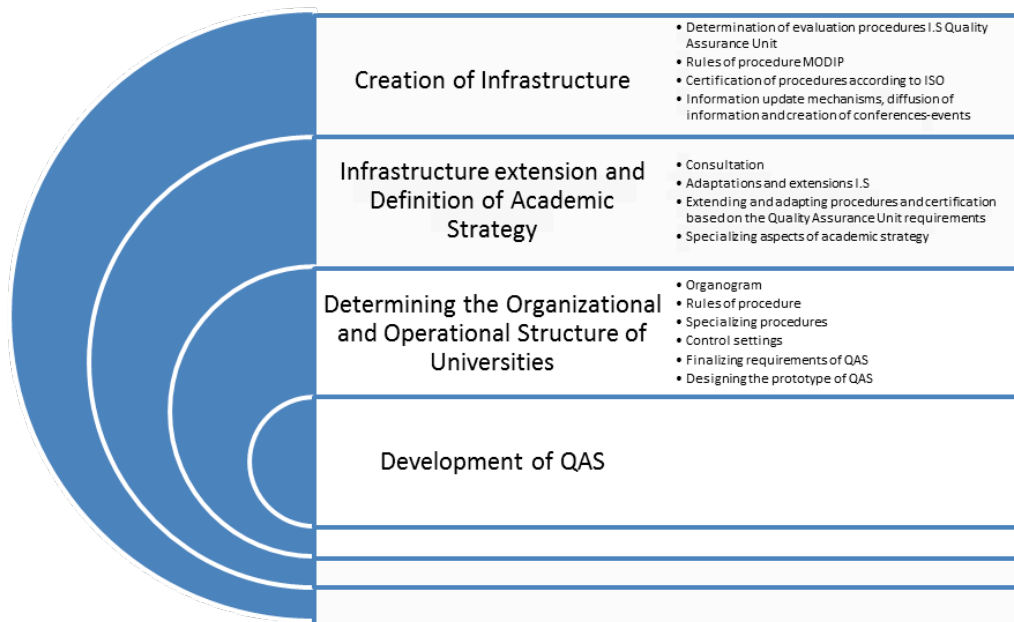 Creation of Infrastructure
• Determination of evaluation procedures I.S Quality
Assurance Unit
• Rules of procedure MODIP
• Certification of procedures according to ISO
• Information update mechanisms, diffusion of
information and creation of conferences-events
Infrastructure extension and
Definition of Academic
Strategy
• Consultation
• Adaptations and extensions I.S
• Extending and adapting procedures and certification
based on the Quality Assurance Unit requirements
• Specializing aspects of academic strategy
Determining the Organizational
and Operational Structure of
Universities
• Organogram
• Rules of procedure
• Specializing procedures
• Control settings
• Finalizing requirements of QAS
• Designing the prototype of QAS
Development of QAS